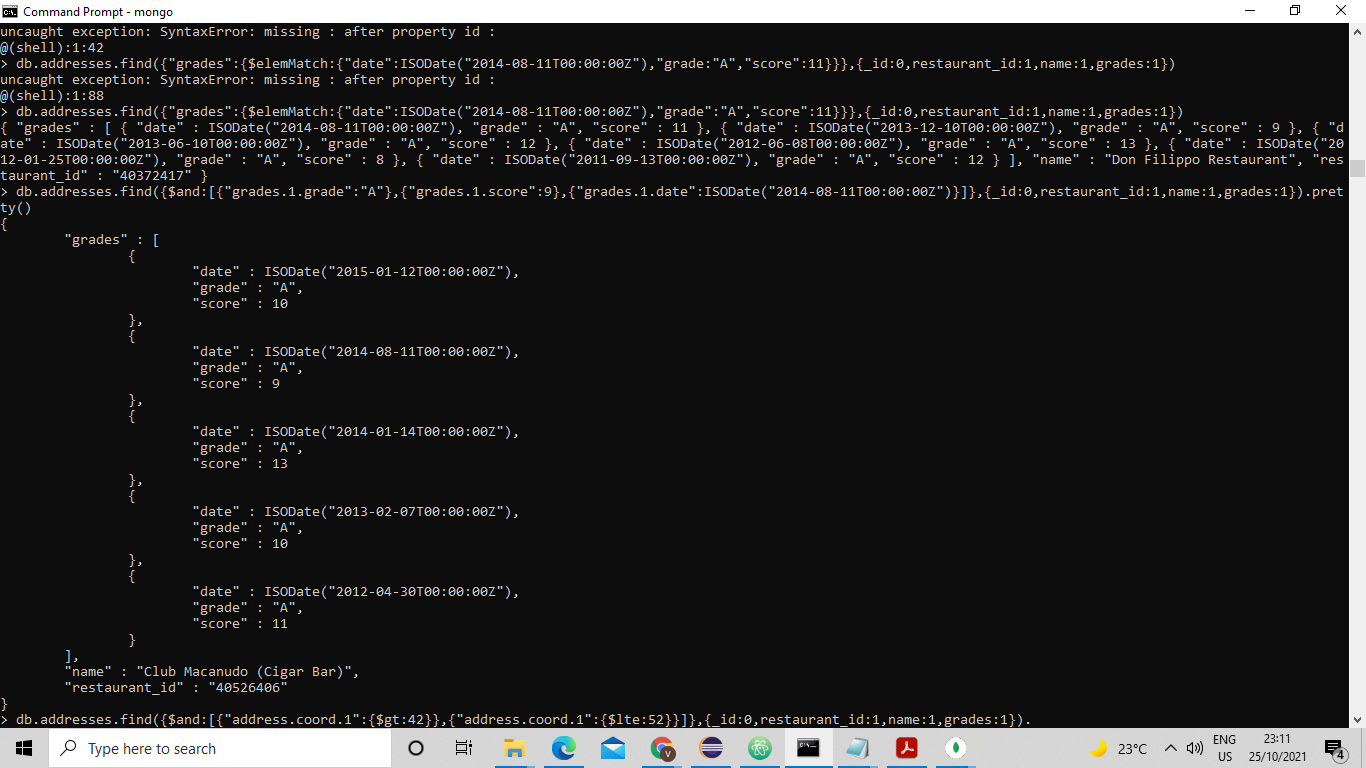 Command Prompt - mongo
uncaught exception: SyntaxError: missing : after property id :
@(shell):1:42
> db.addresses.find({"grades":{$elemMatch:{"date":ISODate("2014-08-11T00:00:00Z"),"grade:"A","score":11}}},{_id:0,restaurant_id:1,name:1,grades:1})
uncaught exception: SyntaxError: missing : after property id :
@(shell):1:88
> db.addresses.find({"grades":{$elemMatch:{"date":ISODate("2014-08-11T00:00:00Z"),"grade":"A","score":11}}},{_id:0,restaurant_id:1,name:1,grades:1})
{ "grades" : [ { "date" : ISODate("2014-08-11T00:00:00Z"), "grade" : "A", "score" : 11 }, { "date" : ISODate("2013-12-10T00:00:00Z"), "grade" : "A", "score" : 9 }, { "d
ate" : ISODate("2013-06-10T00:00:00Z"), "grade" : "A", "score" : 12 }, { "date" : ISODate("2012-06-08T00:00:00Z"), "grade" : "A", "score" : 13 }, { "date" : ISODate("20
12-01-25T00:00:00Z"), "grade" : "A", "score" : 8 }, { "date" : ISODate("2011-09-13T00:00:00Z"), "grade" : "A", "score" : 12 } ], "name" : "Don Filippo Restaurant", "res
taurant_id" : "40372417" }
> db.addresses.find({$and:[{"grades.1.grade":"A"},{"grades.1.score":9},{"grades.1.date":ISODate("2014-08-11T00:00:00Z")}]},{_id:0,restaurant_id:1,name:1,grades:1}).pret
ty()
{
"grades" : [
{
"date" : ISODate("2015-01-12T00:00:00Z"),
"grade" : "A",
"score" : 10
},
{
"date" : ISODate("2014-08-11T00:00:00Z"),
"grade" : "A",
"score" : 9
},
{
"date" : ISODate("2014-01-14T00:00:00Z"),
"grade" : "A",
"score" : 13
},
{
"date" : ISODate("2013-02-07T00:00:00Z"),
"grade" : "A",
"score" : 10
},
{
"date" : ISODate("2012-04-30T00:00:00Z"),
"grade" : "A",
"score" : 11
}
],
"name" : "Club Macanudo (Cigar Bar)",
"restaurant_id" : "40526406"
}
> db.addresses.find({$and:[{"address.coord.1":{$gt:42}},{"address.coord.1":{$lte:52}}]},{_id:0,restaurant_id:1,name:1,grades:1}).
Type here to search
23°C
ENG
US
23:11
25/10/2021
4